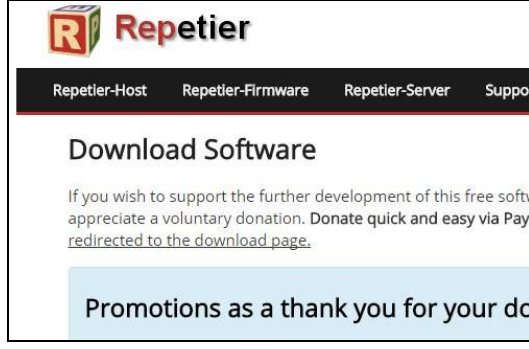 R Repetier
Repetier-Host Repetier-Firmware Repetier-Server
Download Software
If you wish to support the further development of this free
appreciate a voluntary donation. Donate quick and easy via
redirected to the download page.
Promotions as a thank you for your